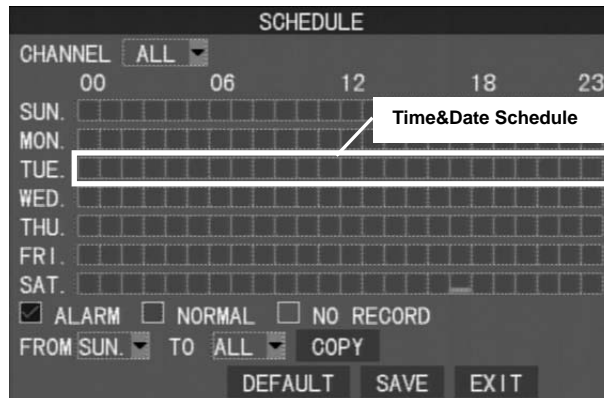 SCHEDULE
CHANNEL ALL
00 06 12 18 23
SUN.
Time&Date Schedule
MON.
TUE.
WED.
THU.
FRI.
SAT.
ALARM NORMAL NO RECORD
FROM SUN. TO ALL COPY
DEFAULT SAVE EXIT